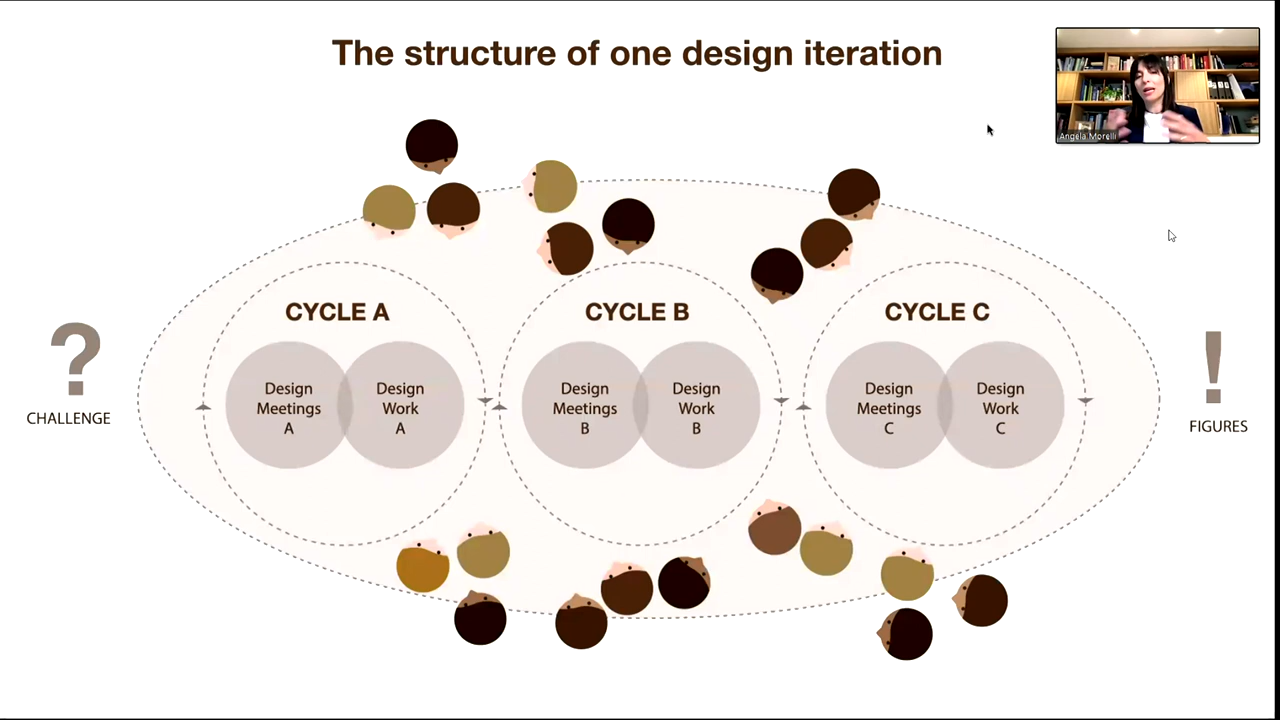 The structure of one design iteration
Angela Morelli
CYCLE A
CYCLE B
CYCLE C
?
CHALLENGE
Design
Meetings
A
Design
Work
A
Design
Meetings
B
Design
Work
B
Design
Meetings
C
Design
Work
C
!
FIGURES